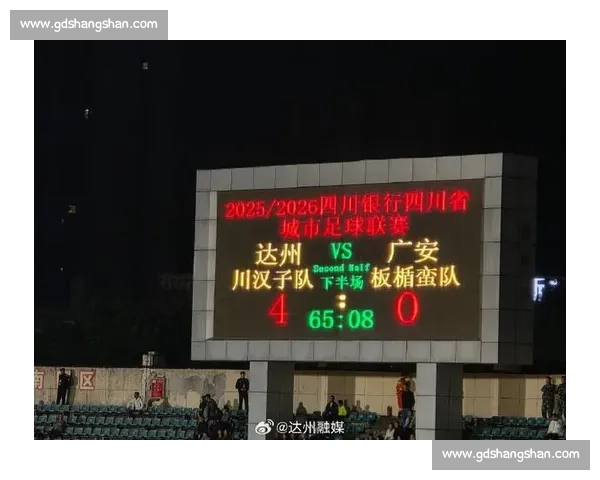 www.gdshangshan.com
2025/2026四川银行四川省
城市足球联赛
达州 VS 广安
Second Half
川汉子队 下半场 板楯蛮队
4 : 0
65:08
南 区
@达州融媒
www.gdshangshan.com